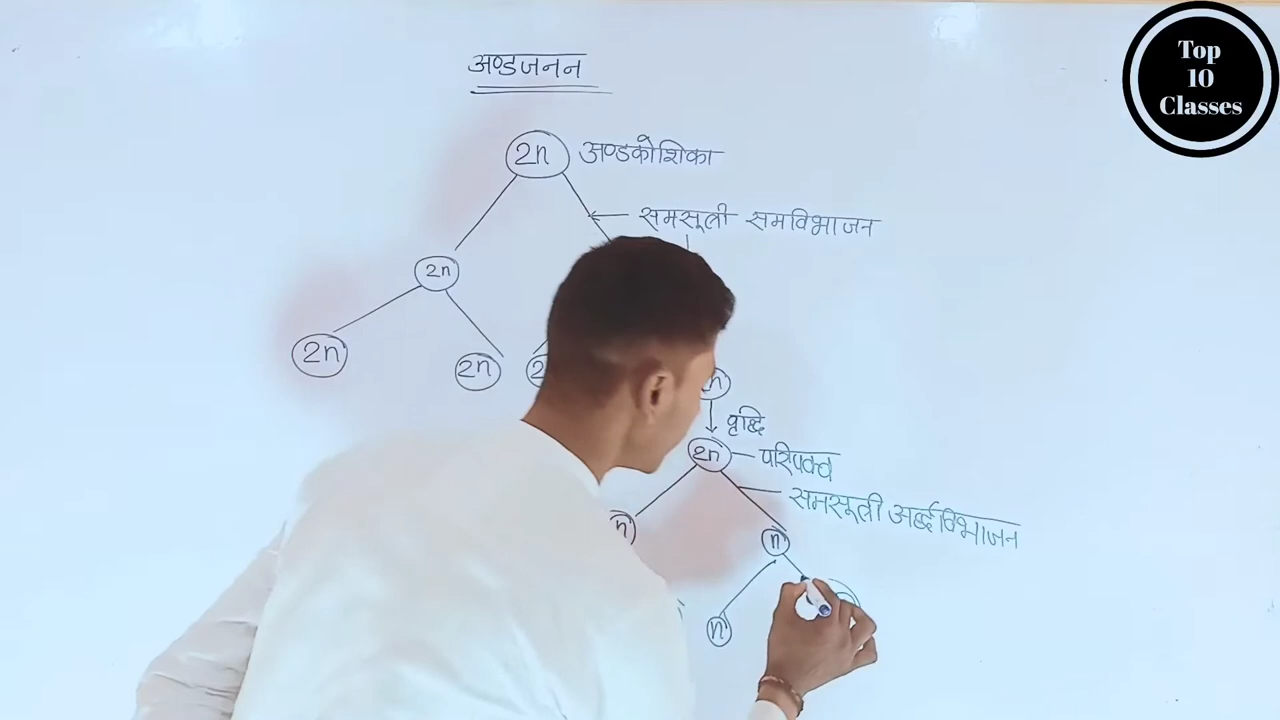 Top
10
Classes
अण्डजनन
2n अण्डकोशिका
समसूत्री समविभाजन
2n
2n 2n
वृद्धि
2n परिपक्व
समसूत्री अर्द्धविभाजन
n n
n